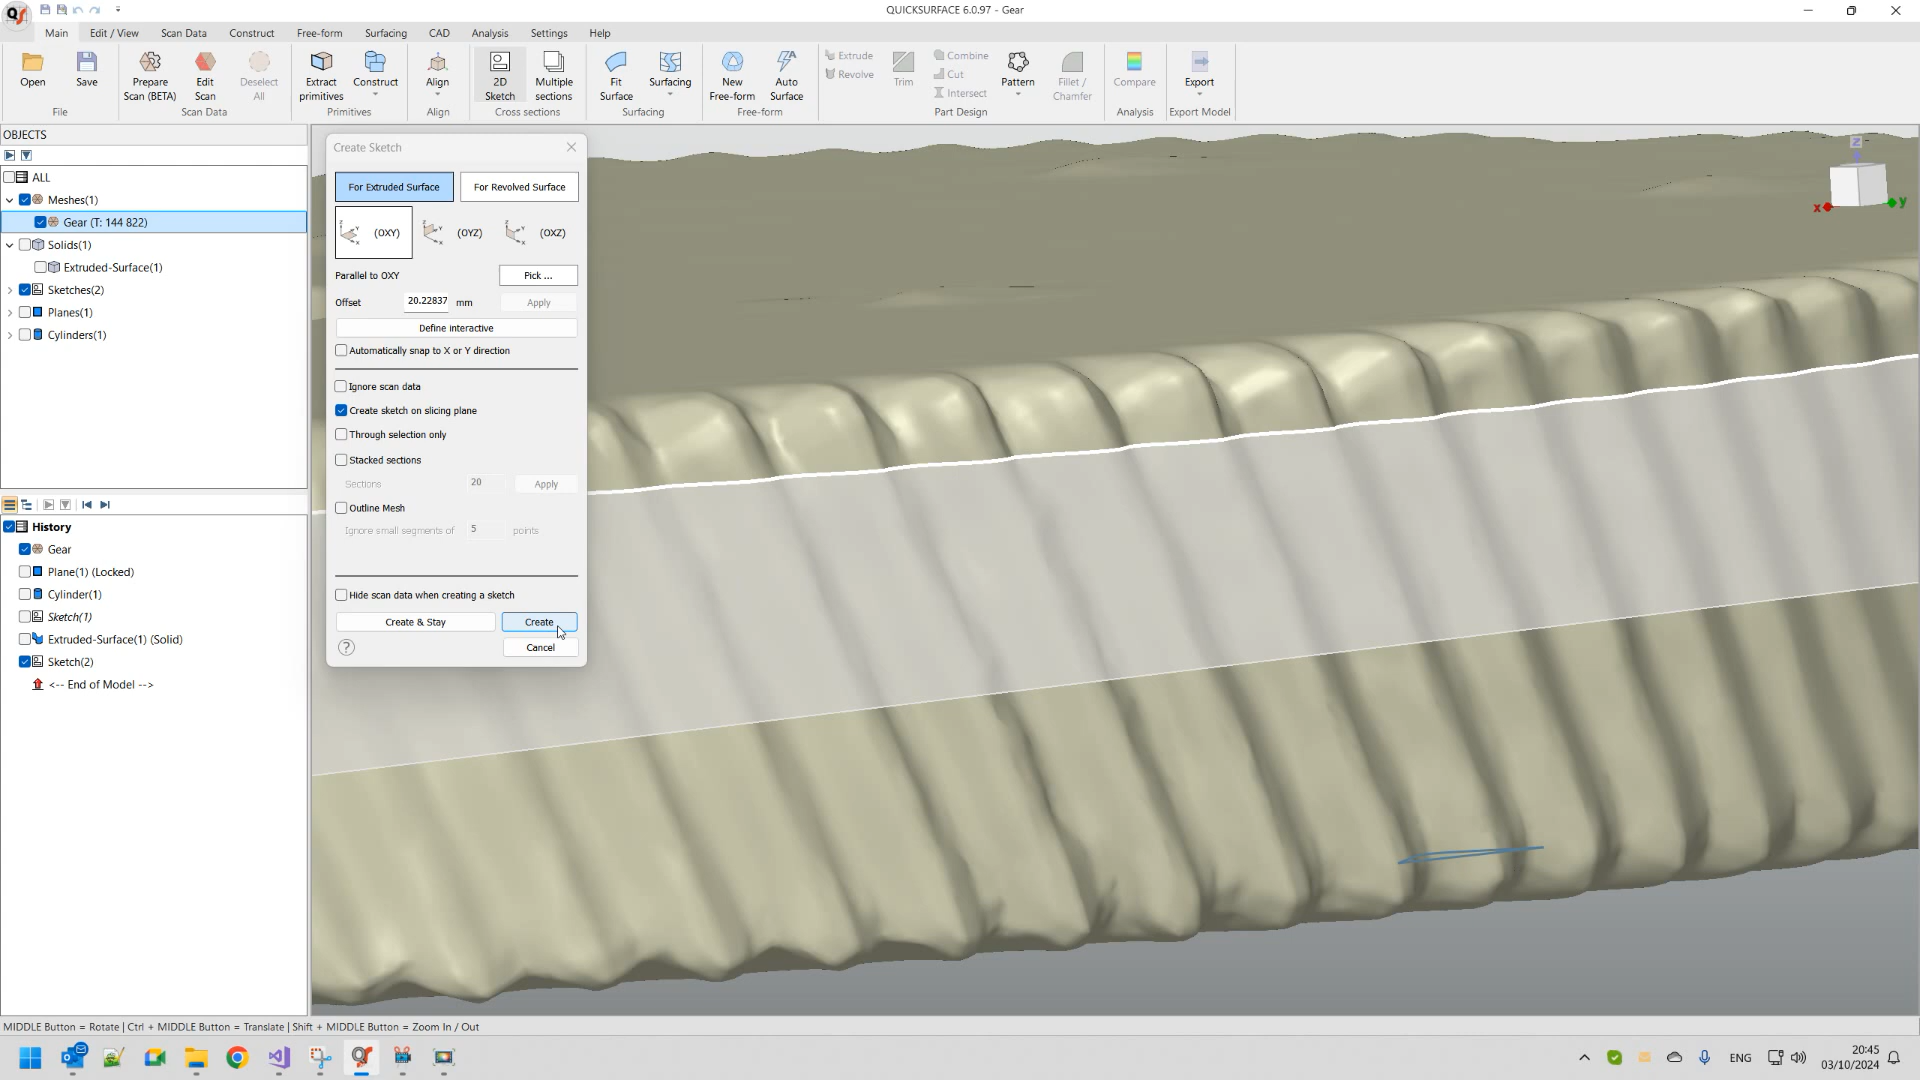 QS
QUICKSURFACE 6.0.97 - Gear
Main Edit / View Scan Data Construct Free-form Surfacing CAD Analysis Settings Help
Open Save Prepare Scan (BETA) Edit Scan Deselect All Extract primitives Construct Align 2D Sketch Multiple sections Fit Surface Surfacing New Free-form Auto Surface Extrude Revolve Trim Combine Cut Intersect Pattern Fillet / Chamfer Compare Export
File Scan Data Primitives Align Cross sections Surfacing Free-form Part Design Analysis Export Model
OBJECTS
ALL
Meshes(1)
Gear (T: 144 822)
Solids(1)
Extruded-Surface(1)
Sketches(2)
Planes(1)
Cylinders(1)
History
Gear
Plane(1) (Locked)
Cylinder(1)
Sketch(1)
Extruded-Surface(1) (Solid)
Sketch(2)
<-- End of Model -->
Create Sketch
For Extruded Surface For Revolved Surface
(OXY) (OYZ) (OXZ)
Parallel to OXY Pick ...
Offset 20.22837 mm Apply
Define interactive
Automatically snap to X or Y direction
Ignore scan data
Create sketch on slicing plane
Through selection only
Stacked sections
Sections 20 Apply
Outline Mesh
Ignore small segments of 5 points
Hide scan data when creating a sketch
Create & Stay Create
? Cancel
Z
x y
MIDDLE Button = Rotate | Ctrl + MIDDLE Button = Translate | Shift + MIDDLE Button = Zoom In / Out
ENG
20:45
03/10/2024